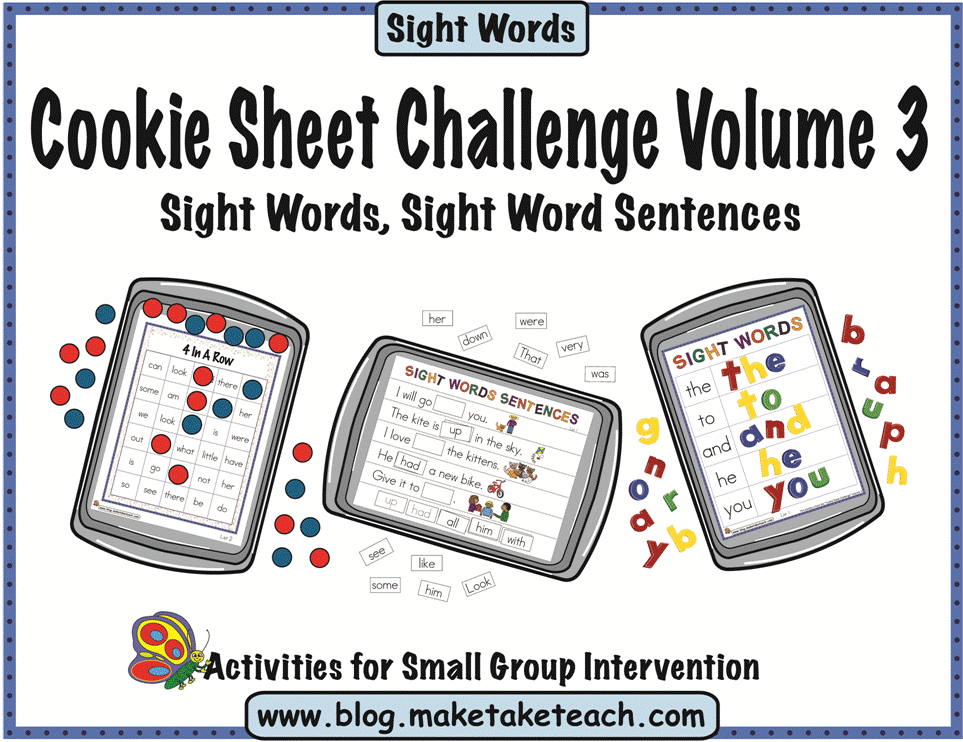 Sight Words
Cookie Sheet Challenge Volume 3
Sight Words, Sight Word Sentences
4 In A Row
can look there
some am her
we look is were
out what little have
is go not her
so see there be do
List 2
her
were
down
That
very
was
SIGHT WORDS SENTENCES
I will go you.
The kite is up in the sky.
I love the kittens.
He had a new bike.
Give it to .
up had all him with
see
like
some
him
Look
SIGHT WORDS
the the
to to
and and
he he
you you
List 1
b
r
a
u
p
h
g
n
o
r
a
b
y
Activities for Small Group Intervention
www.blog.maketaketeach.com